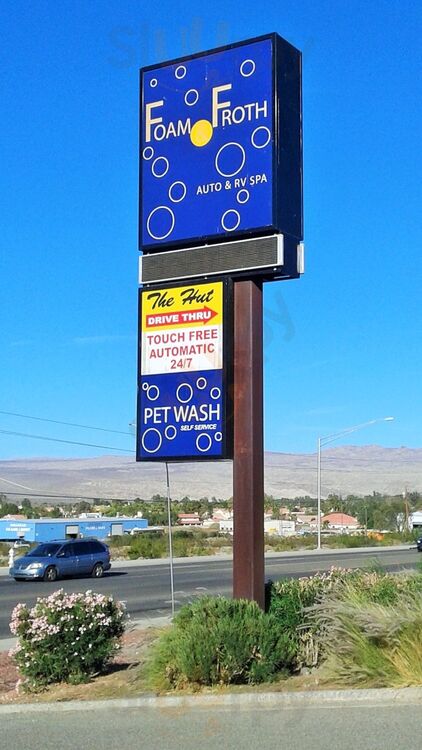 FOAM FROTH
AUTO & RV SPA
The Hut
DRIVE THRU
TOUCH FREE
AUTOMATIC
24/7
PET WASH
SELF SERVICE